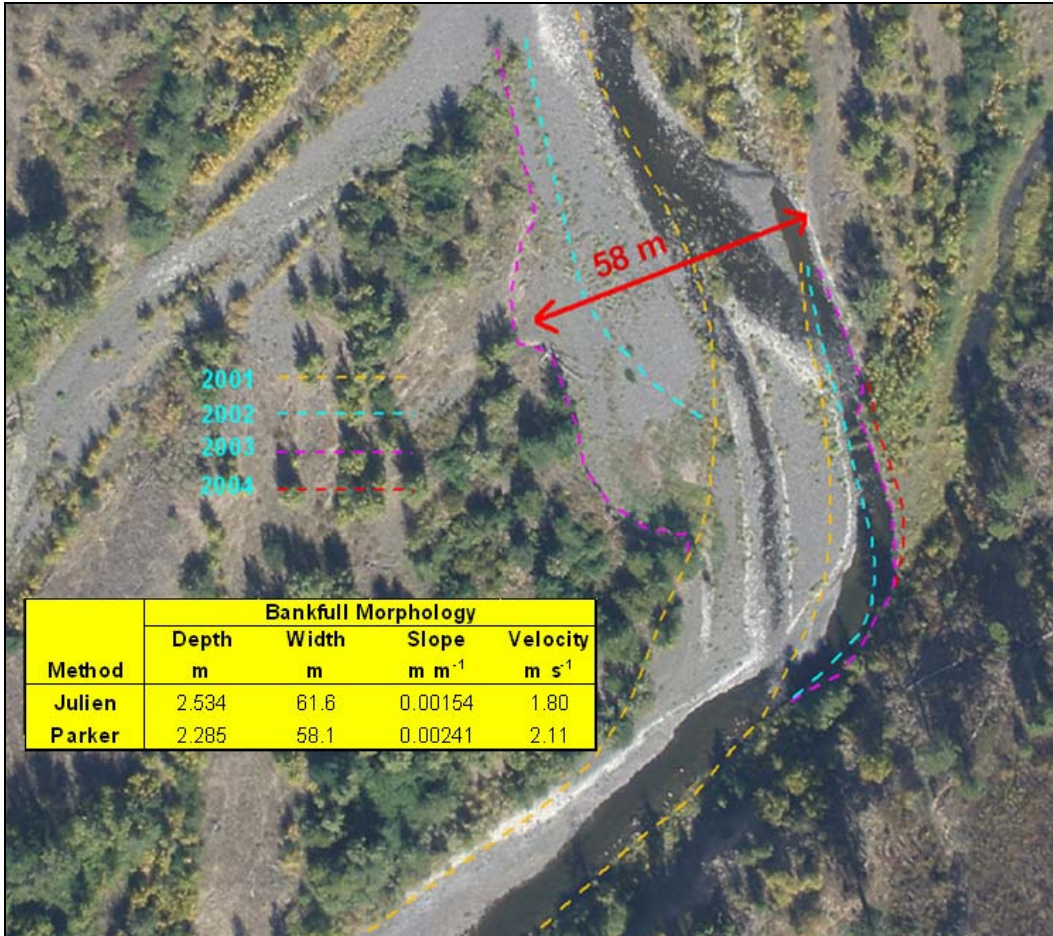 58 m
2001
2002
2003
2004
Bankfull Morphology
Depth Width Slope Velocity
Method m m m m⁻¹ m s⁻¹
Julien 2.534 61.6 0.00154 1.80
Parker 2.285 58.1 0.00241 2.11